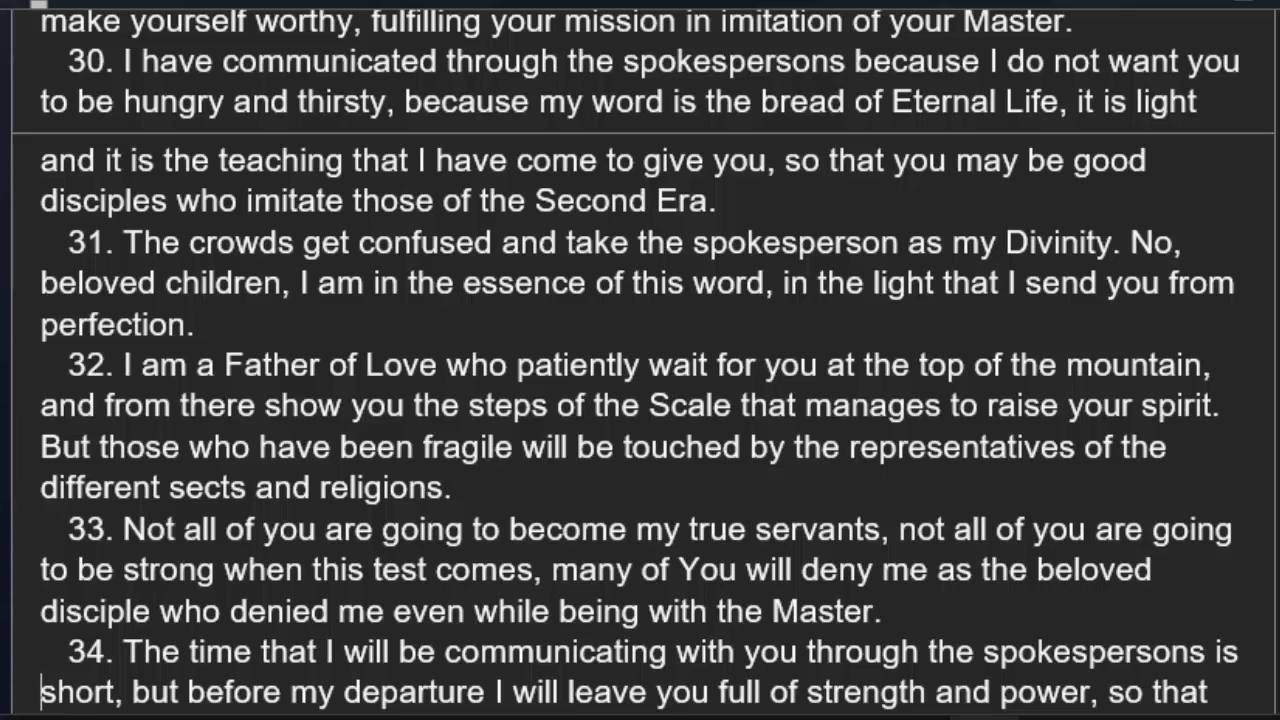 make yourself worthy, fulfilling your mission in imitation of your Master.
30. I have communicated through the spokespersons because I do not want you
to be hungry and thirsty, because my word is the bread of Eternal Life, it is light
and it is the teaching that I have come to give you, so that you may be good
disciples who imitate those of the Second Era.
31. The crowds get confused and take the spokesperson as my Divinity. No,
beloved children, I am in the essence of this word, in the light that I send you from
perfection.
32. I am a Father of Love who patiently wait for you at the top of the mountain,
and from there show you the steps of the Scale that manages to raise your spirit.
But those who have been fragile will be touched by the representatives of the
different sects and religions.
33. Not all of you are going to become my true servants, not all of you are going
to be strong when this test comes, many of You will deny me as the beloved
disciple who denied me even while being with the Master.
34. The time that I will be communicating with you through the spokespersons is
short, but before my departure I will leave you full of strength and power, so that